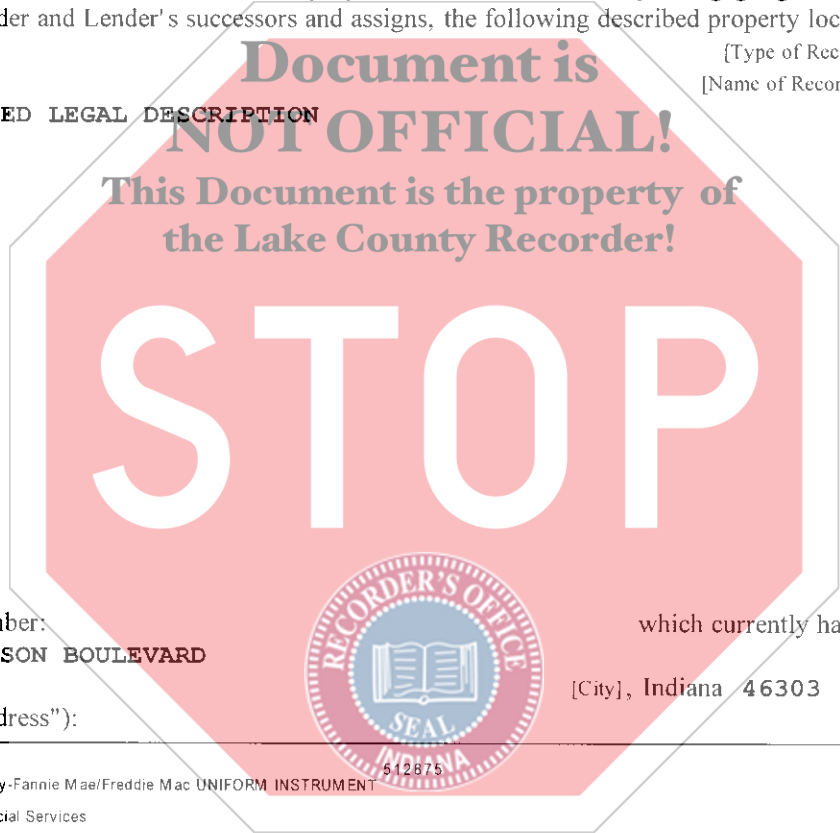 der and Lender's successors and assigns, the following described property loc
Document is
[Type of Rec
[Name of Recor
ED LEGAL DESCRIPTION
NOT OFFICIAL!
This Document is the property of
the Lake County Recorder!
STOP
RECORDER'S OFFICE
SEAL
INDIANA
nber:
which currently ha
SON BOULEVARD
[City], Indiana 46303
dress"):
512675
y-Fannie Mae/Freddie Mac UNIFORM INSTRUMENT
cial Services